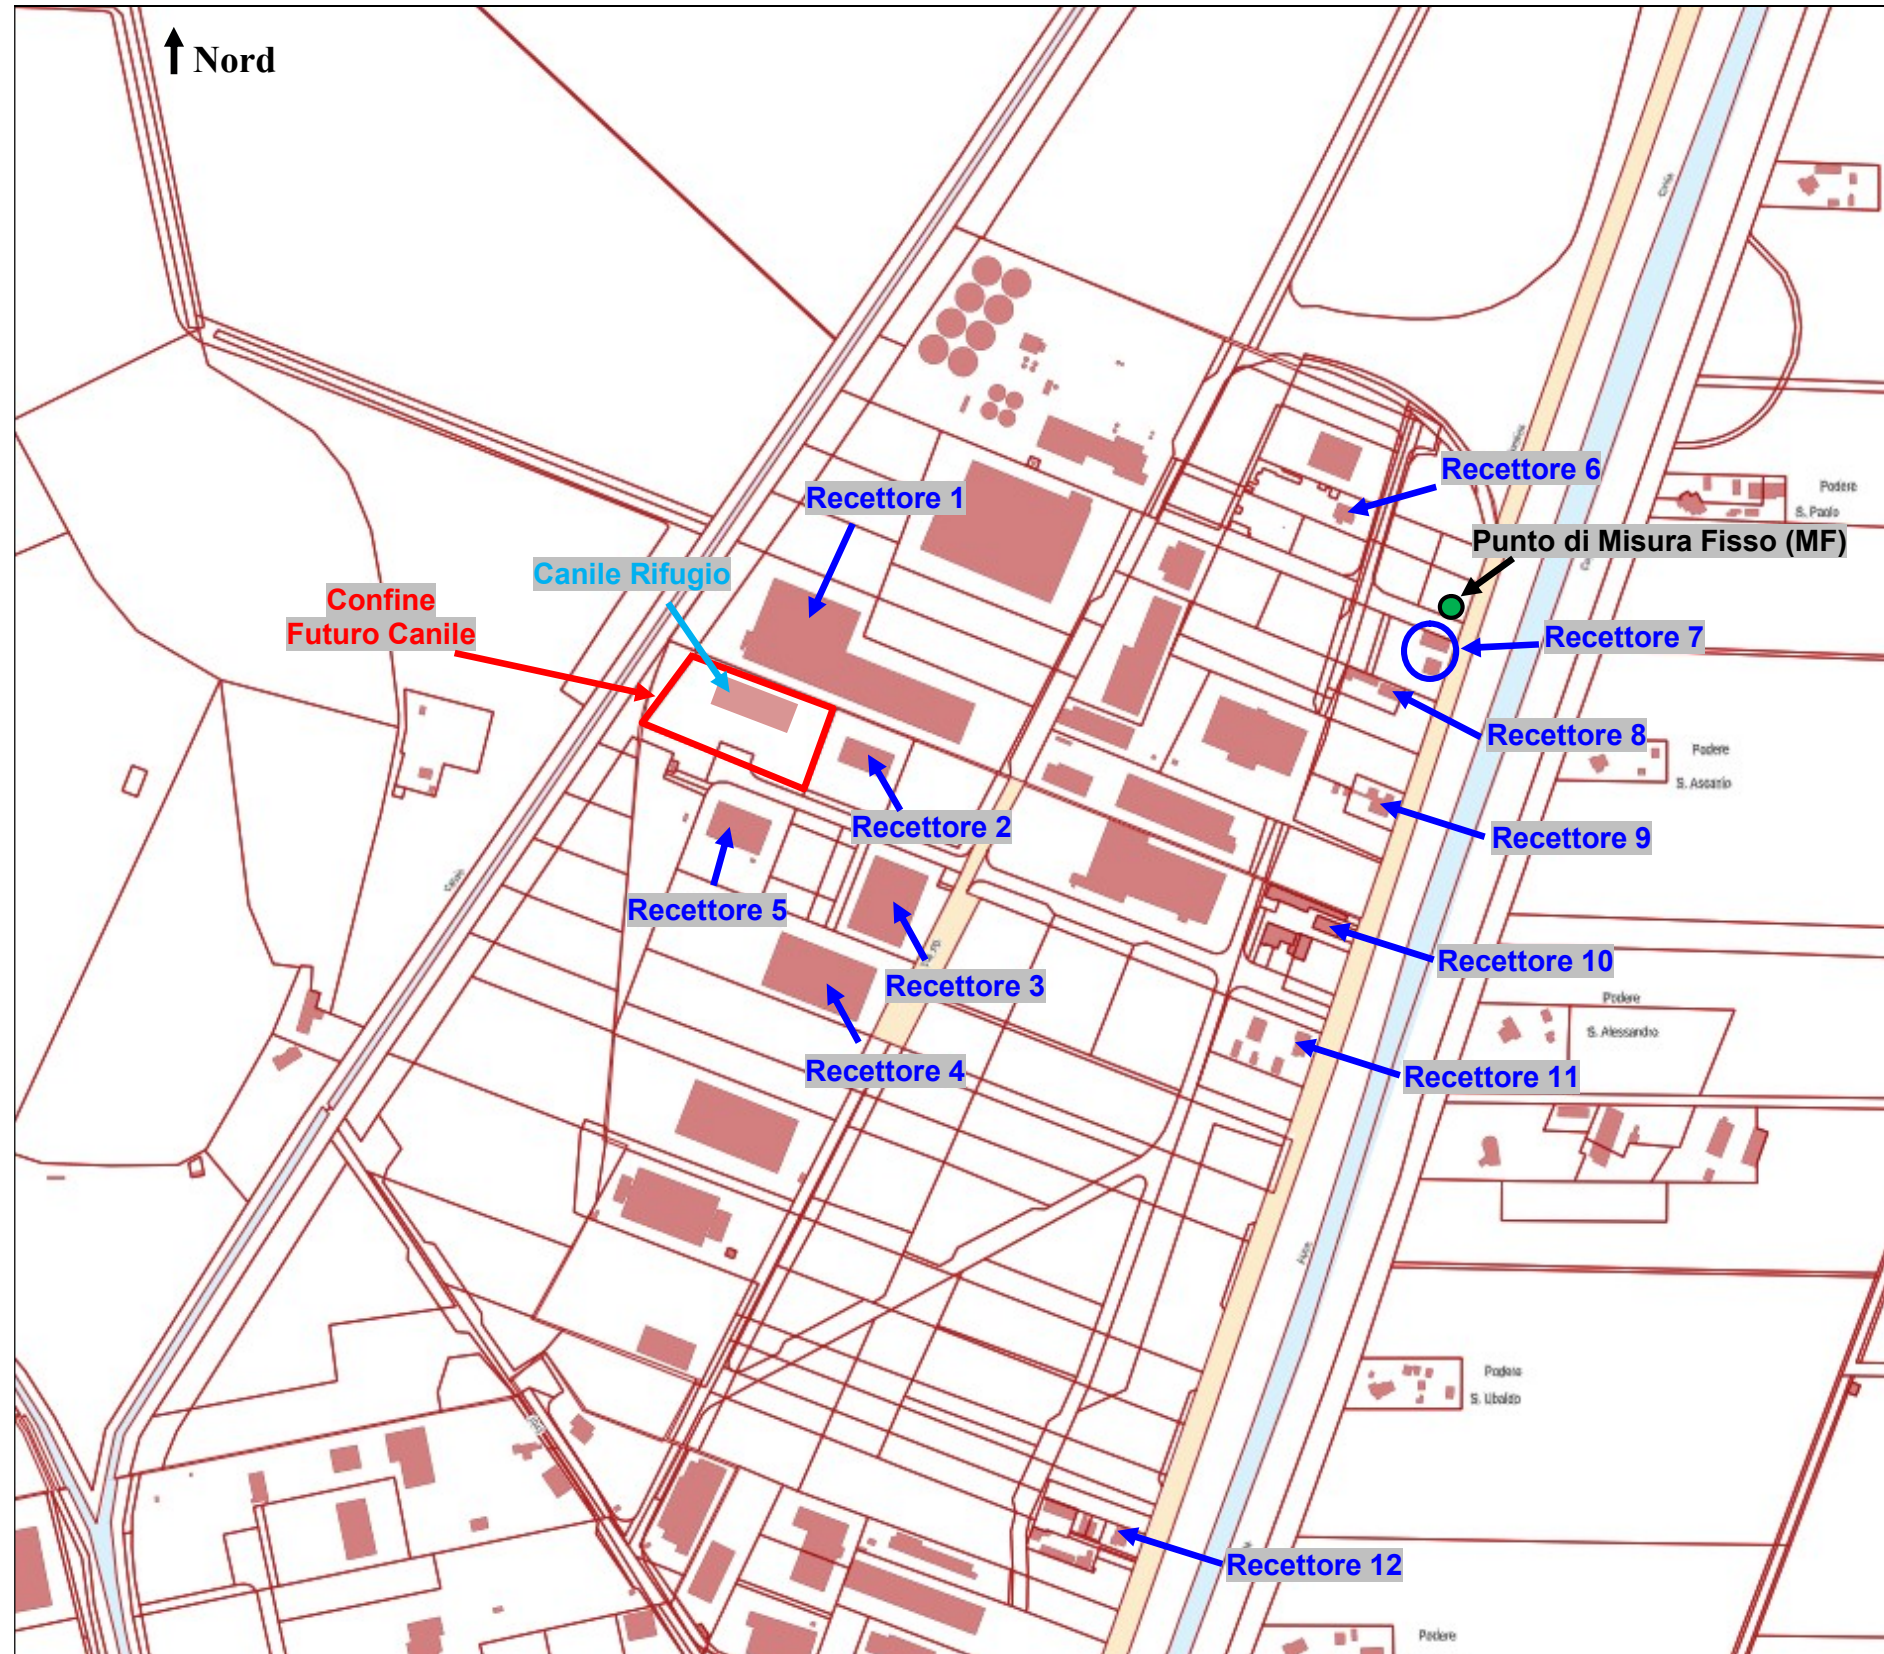 Nord
Recettore 6
Podere
Recettore 1
S. Paolo
Punto di Misura Fisso (MF)
Canile Rifugio
Confine
Futuro Canile
Recettore 7
Recettore 8
Podere
S. Ascanio
Recettore 2
Recettore 9
Recettore 5
Recettore 10
Recettore 3
Podere
S. Alessandro
Recettore 4
Recettore 11
Podere
S. Ubaldo
Recettore 12
Podere